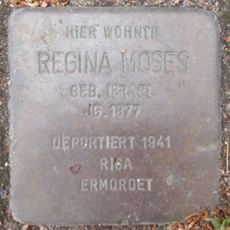 HIER WOHNTE
REGINA MOSES
GEB. ISRAEL
JG. 1877
DEPORTIERT 1941
RIGA
ERMORDET